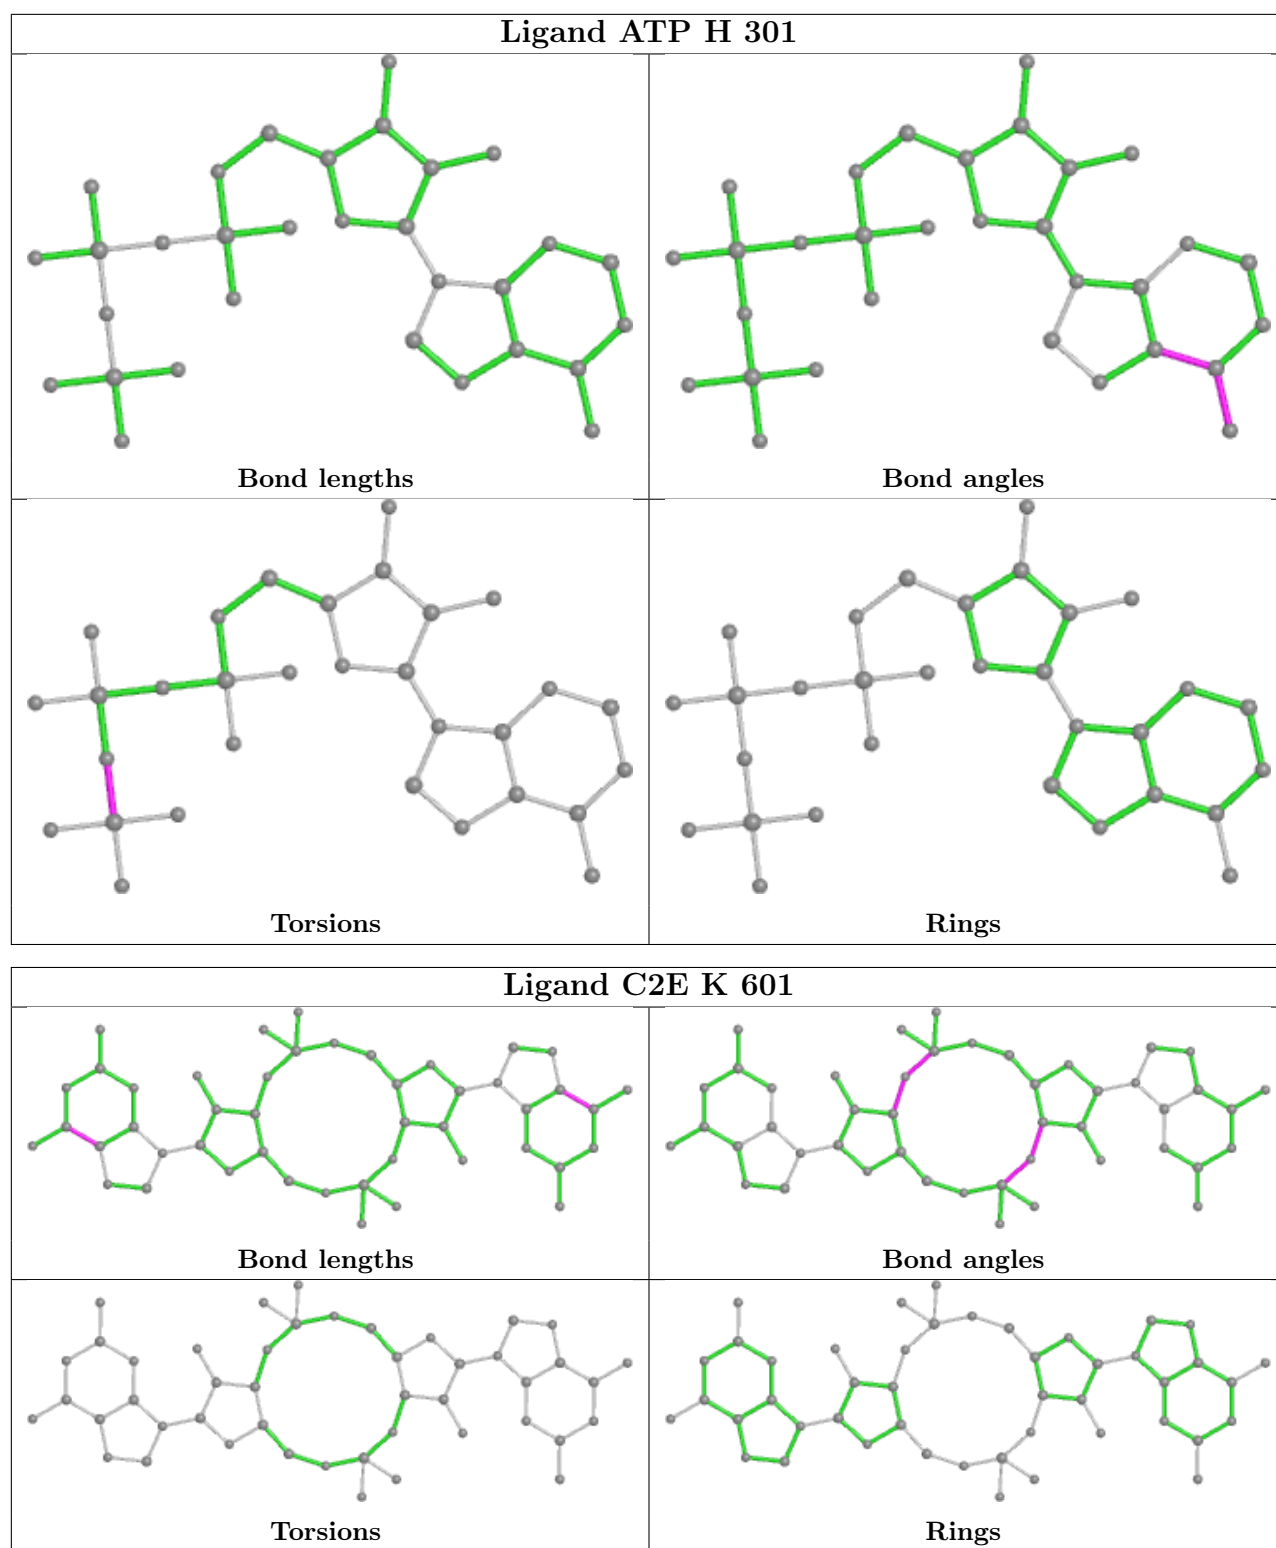 Ligand ATP H 301
Bond lengths
Bond angles
Torsions
Rings
Ligand C2E K 601
Bond lengths
Bond angles
Torsions
Rings